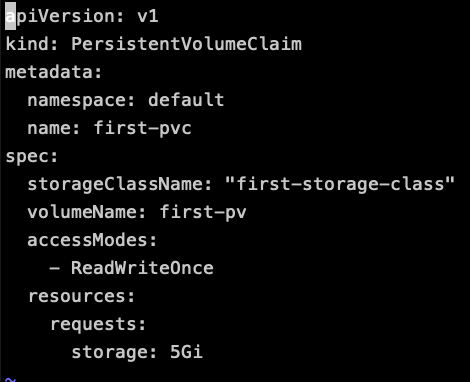 apiVersion: v1
kind: PersistentVolumeClaim
metadata:
  namespace: default
  name: first-pvc
spec:
  storageClassName: "first-storage-class"
  volumeName: first-pv
  accessModes:
    - ReadWriteOnce
  resources:
    requests:
      storage: 5Gi
~